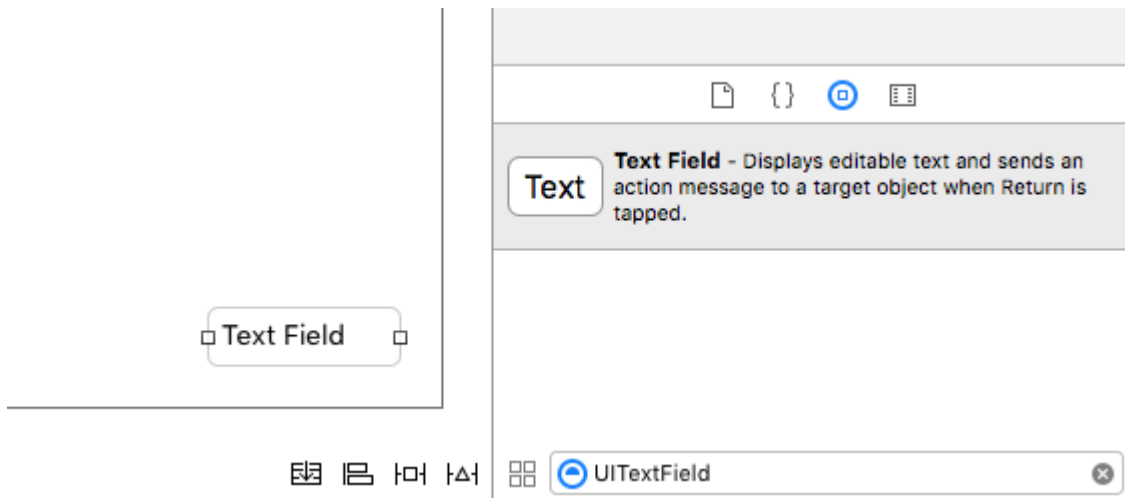 {}
Text
Text Field - Displays editable text and sends an
action message to a target object when Return is
tapped.
Text Field
UITextField